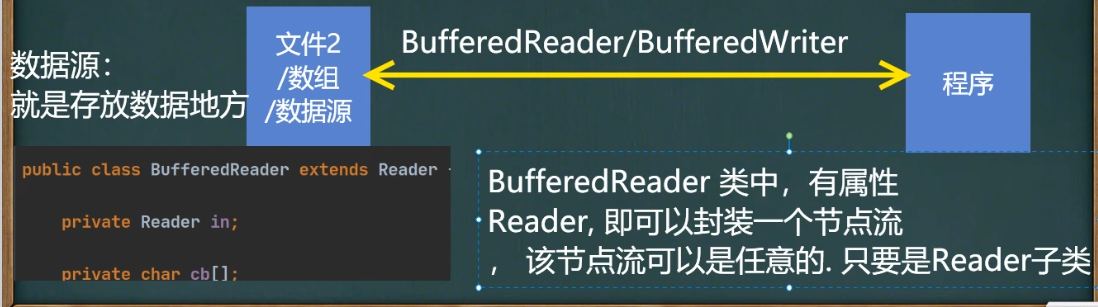 数据源：
就是存放数据地方
文件2
/数组
/数据源
BufferedReader/BufferedWriter
程序
public class BufferedReader extends Reader
private Reader in;
private char cb[];
BufferedReader 类中，有属性
Reader, 即可以封装一个节点流
， 该节点流可以是任意的. 只要是Reader子类